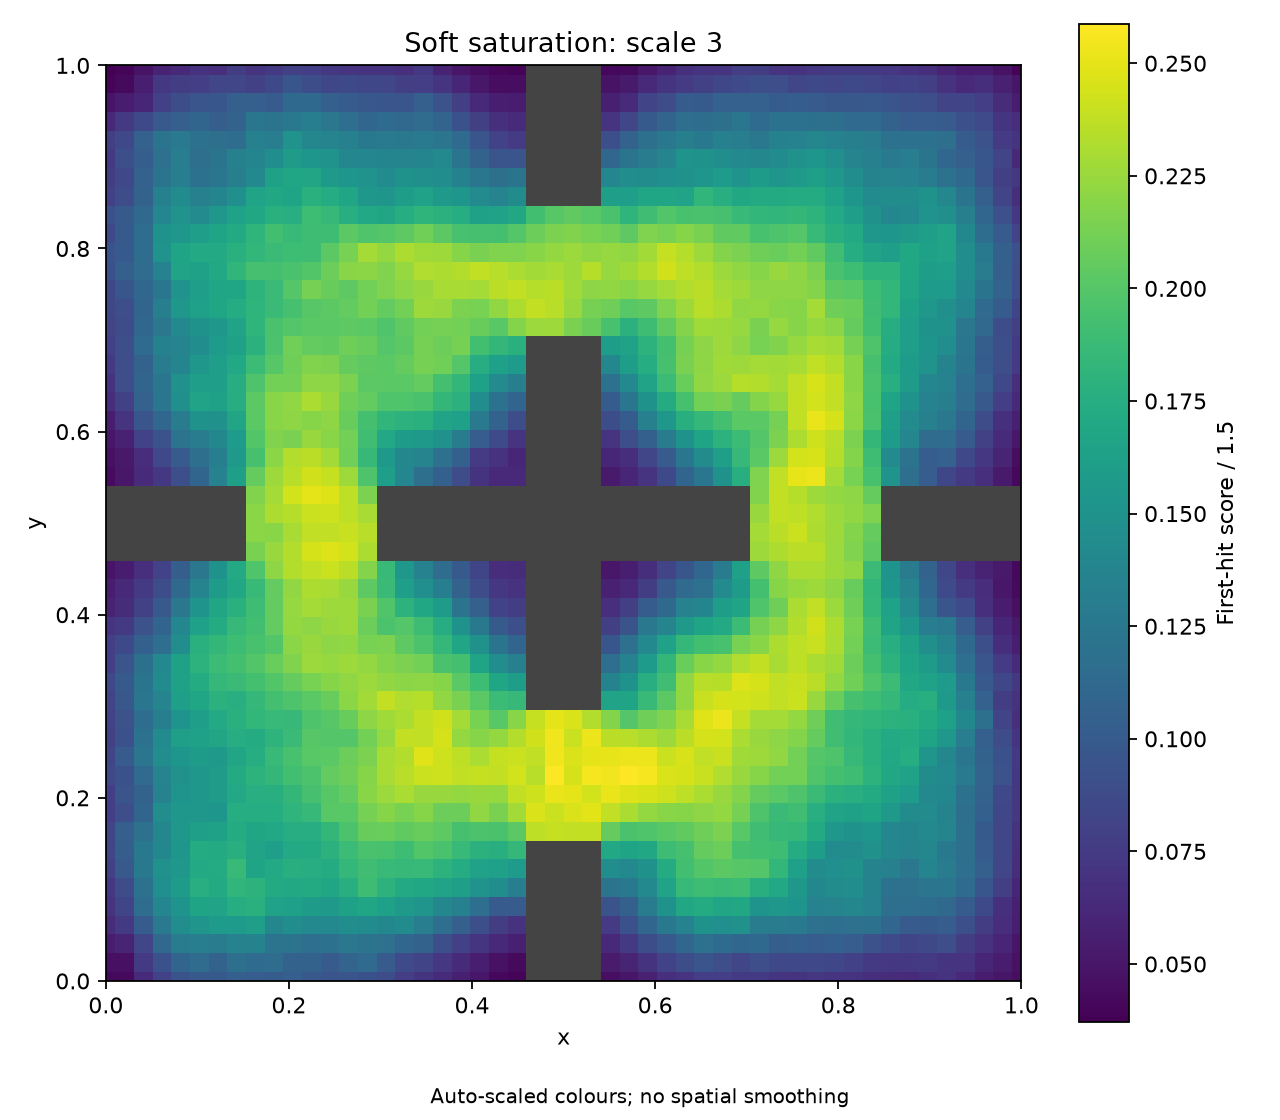 Soft saturation: scale 3
1.0
0.8
0.6
0.4
0.2
0.0
y
0.0 0.2 0.4 0.6 0.8 1.0
x
0.250
0.225
0.200
0.175
0.150
0.125
0.100
0.075
0.050
First-hit score / 1.5
Auto-scaled colours; no spatial smoothing